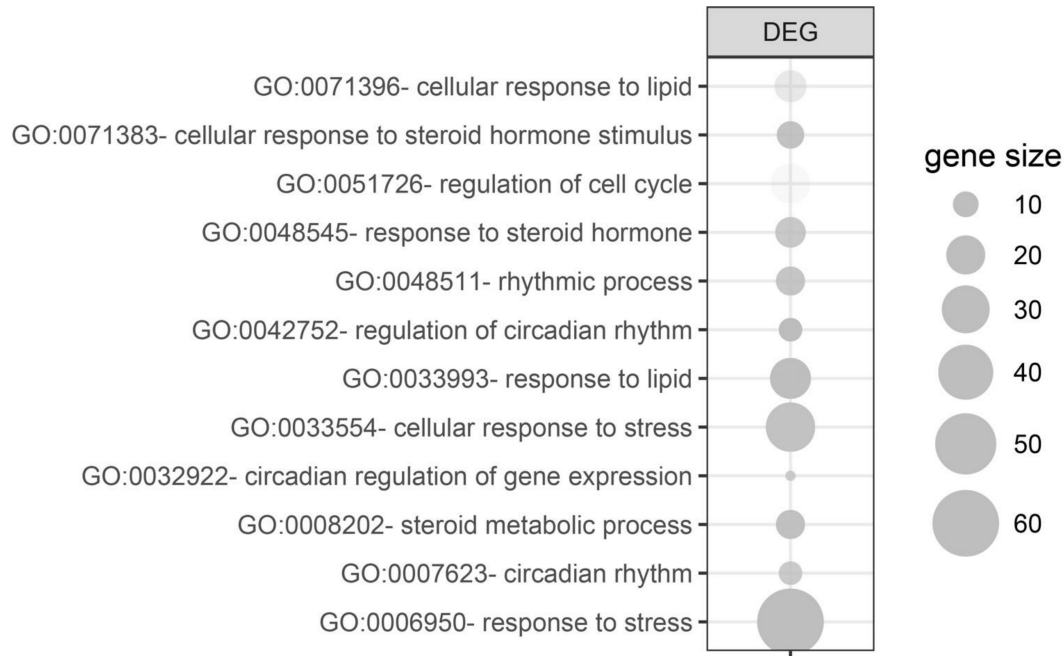 DEG
GO:0071396- cellular response to lipid
GO:0071383- cellular response to steroid hormone stimulus
GO:0051726- regulation of cell cycle
GO:0048545- response to steroid hormone
GO:0048511- rhythmic process
GO:0042752- regulation of circadian rhythm
GO:0033993- response to lipid
GO:0033554- cellular response to stress
GO:0032922- circadian regulation of gene expression
GO:0008202- steroid metabolic process
GO:0007623- circadian rhythm
GO:0006950- response to stress
gene size
10
20
30
40
50
60